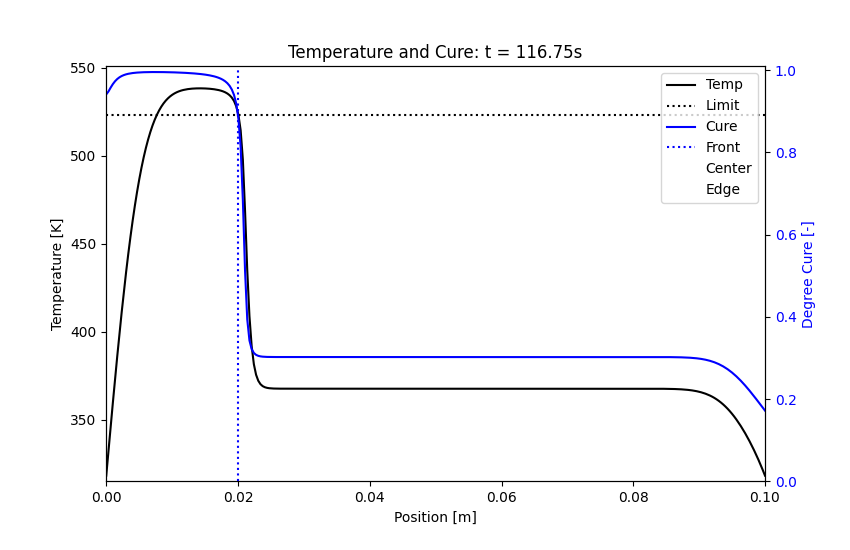 Temperature and Cure: t = 116.75s
550
500
450
400
350
Temperature [K]
0.00
0.02
0.04
0.06
0.08
0.10
Position [m]
1.0
0.8
0.6
0.4
0.2
0.0
Degree Cure [-]
Temp
Limit
Cure
Front
Center
Edge